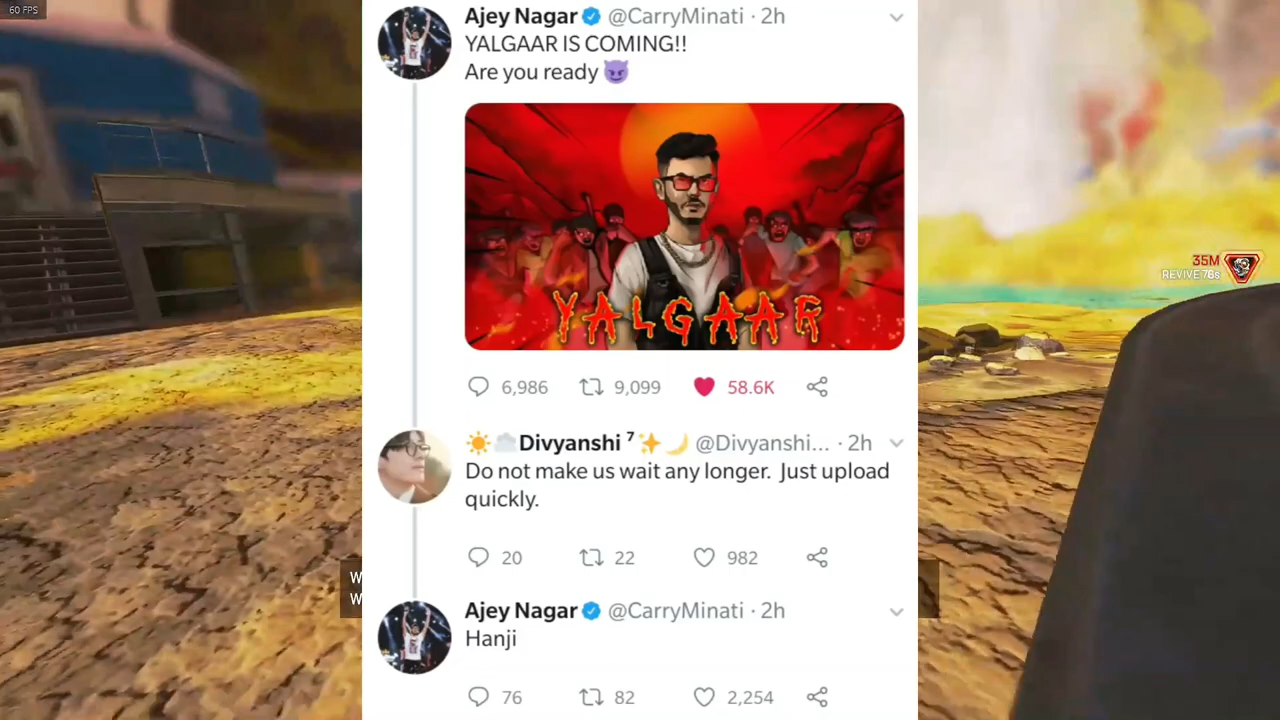 60 FPS
Ajey Nagar @CarryMinati · 2h
YALGAAR IS COMING!!
Are you ready 😈
YALGAAR
6,986 9,099 58.6K
☀️☁️Divyanshi ⁷✨🌙 @Divyanshi... · 2h
Do not make us wait any longer. Just upload
quickly.
20 22 982
Ajey Nagar @CarryMinati · 2h
Hanji
76 82 2,254
35M
REVIVE 76s
W
W